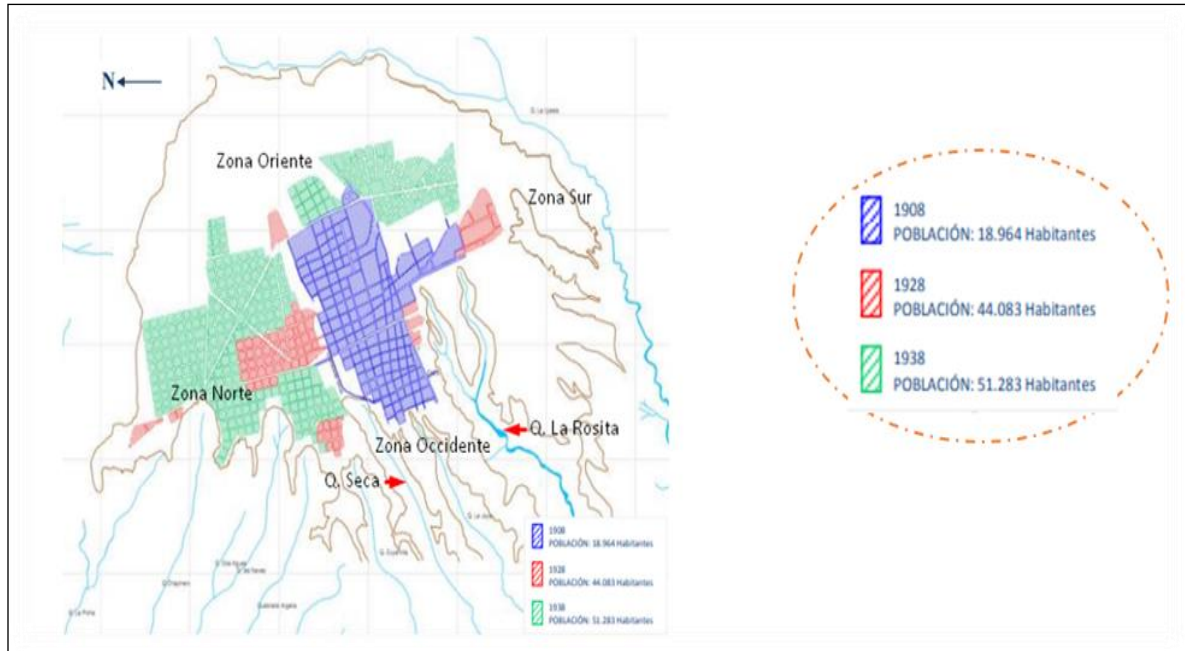 N
Q. La Iglesia
Zona Oriente
Zona Sur
Zona Norte
Q. La Rosita
Zona Occidente
Q. Seca
1908
POBLACIÓN: 18.964 Habitantes
1928
POBLACIÓN: 44.083 Habitantes
1938
POBLACIÓN: 51.283 Habitantes
1908
POBLACIÓN: 18.964 Habitantes
1928
POBLACIÓN: 44.083 Habitantes
1938
POBLACIÓN: 51.283 Habitantes